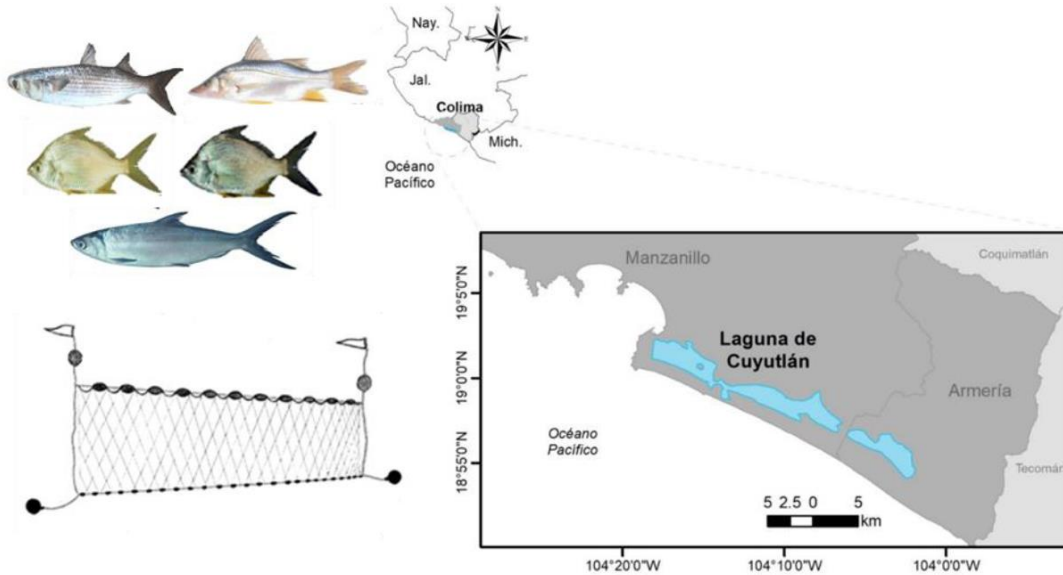 Nay.
Jal.
Colima
Mich.
Océano
Pacífico
Manzanillo
Coquimatlán
19°5'0"N
Laguna de
Cuyutlán
19°0'0"N
Armería
Océano
Pacífico
18°55'0"N
Tecomán
5 2.5 0 5
km
104°20'0"W
104°10'0"W
104°0'0"W